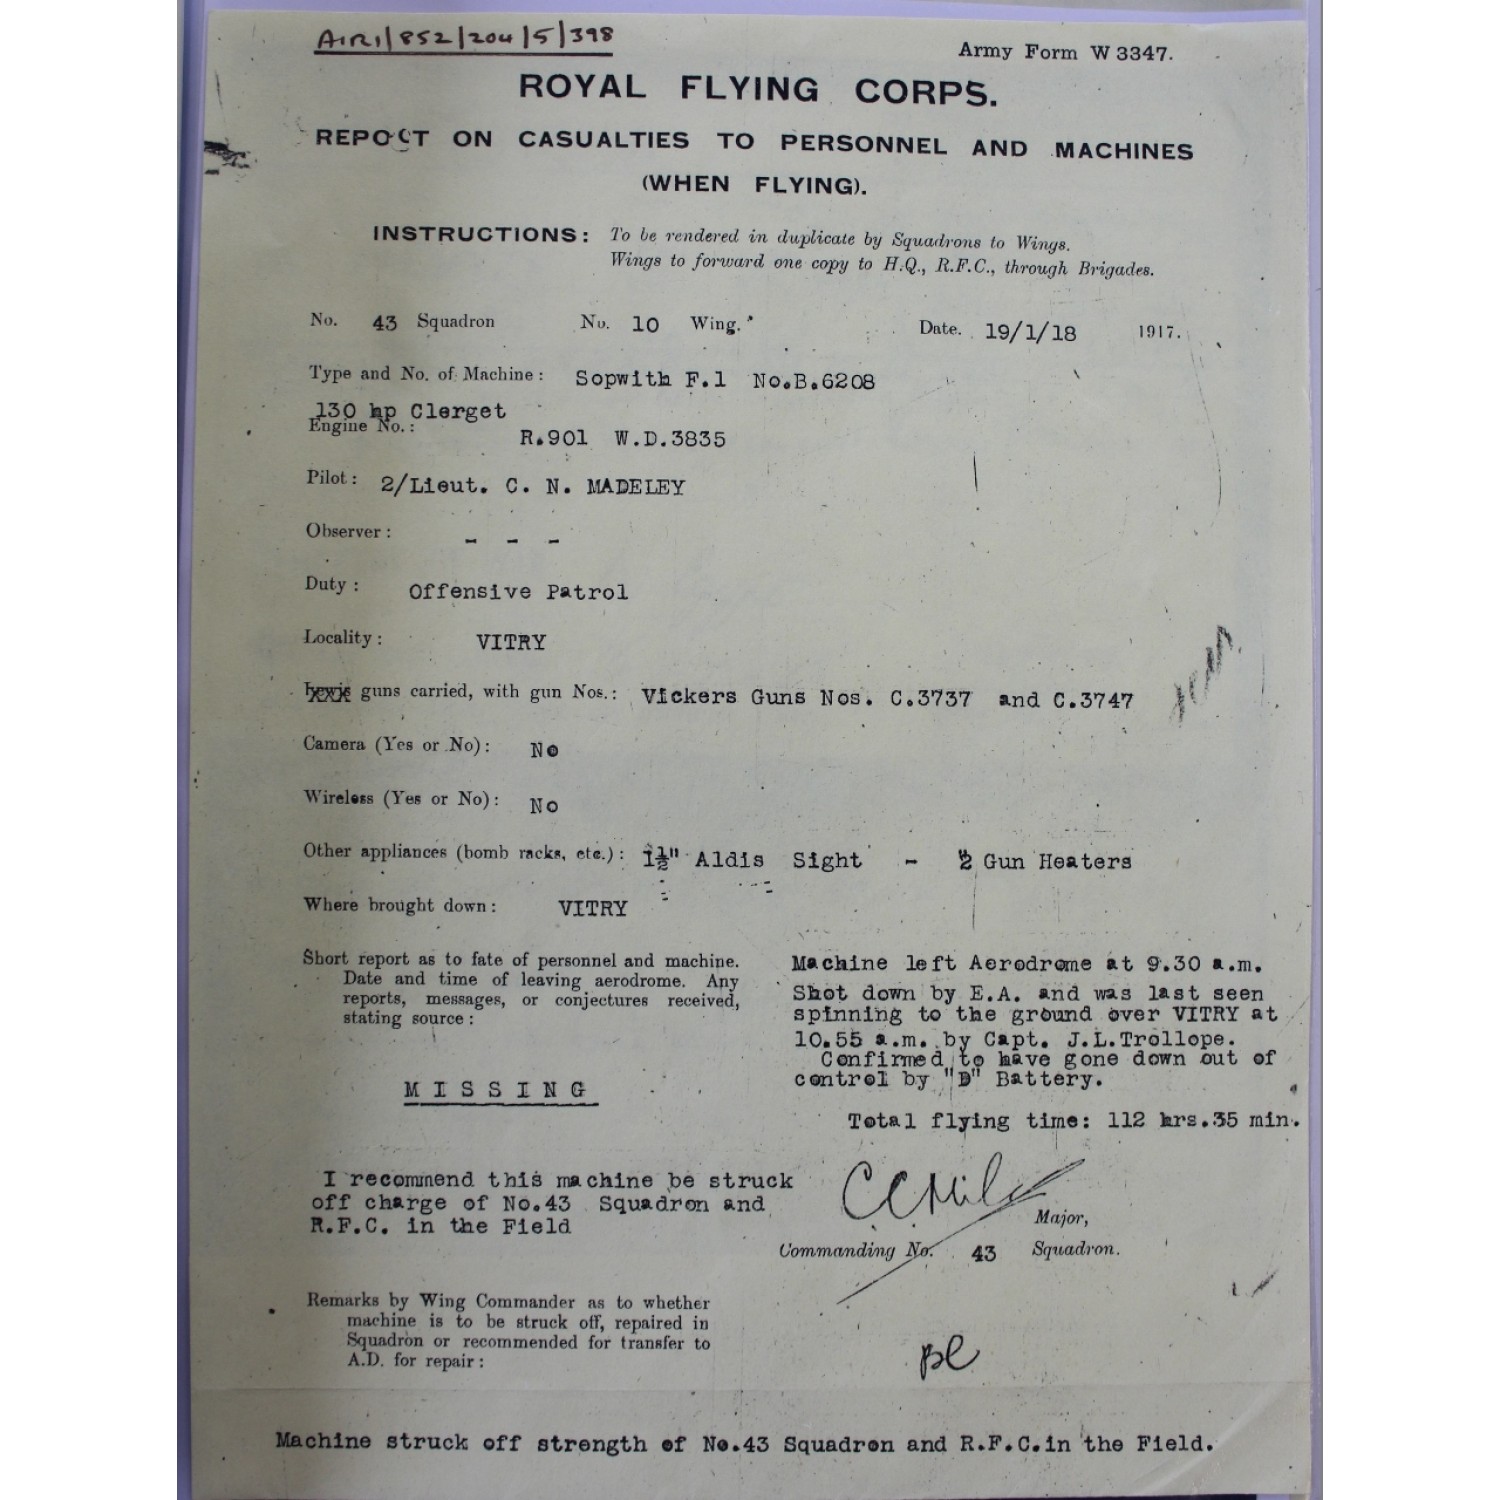 AIR1/852/204/5/398
Army Form W 3347.
ROYAL FLYING CORPS.
REPORT ON CASUALTIES TO PERSONNEL AND MACHINES
(WHEN FLYING).
INSTRUCTIONS: To be rendered in duplicate by Squadrons to Wings.
Wings to forward one copy to H.Q., R.F.C., through Brigades.
No. 43 Squadron No. 10 Wing. Date. 19/1/18 1917.
Type and No. of Machine: Sopwith F.1 No.B.6208
130 hp Clerget
Engine No.: R.901 W.D.3835
Pilot: 2/Lieut. C. N. MADELEY
Observer: - - -
Duty: Offensive Patrol
Locality: VITRY
Lewis guns carried, with gun Nos.: Vickers Guns Nos. C.3737 and C.3747
Camera (Yes or No): No
Wireless (Yes or No): No
Other appliances (bomb racks, etc.): 1½" Aldis Sight - 2 Gun Heaters
Where brought down: VITRY
Short report as to fate of personnel and machine.
Date and time of leaving aerodrome. Any
reports, messages, or conjectures received,
stating source:
Machine left Aerodrome at 9.30 a.m.
Shot down by E.A. and was last seen
spinning to the ground over VITRY at
10.55 a.m. by Capt. J.L.Trollope.
Confirmed to have gone down out of
control by "D" Battery.
MISSING
Total flying time: 112 hrs.35 min.
I recommend this machine be struck
off charge of No.43 Squadron and
R.F.C. in the Field
Major,
Commanding No. 43 Squadron.
Remarks by Wing Commander as to whether
machine is to be struck off, repaired in
Squadron or recommended for transfer to
A.D. for repair:
Machine struck off strength of No.43 Squadron and R.F.C.in the Field.